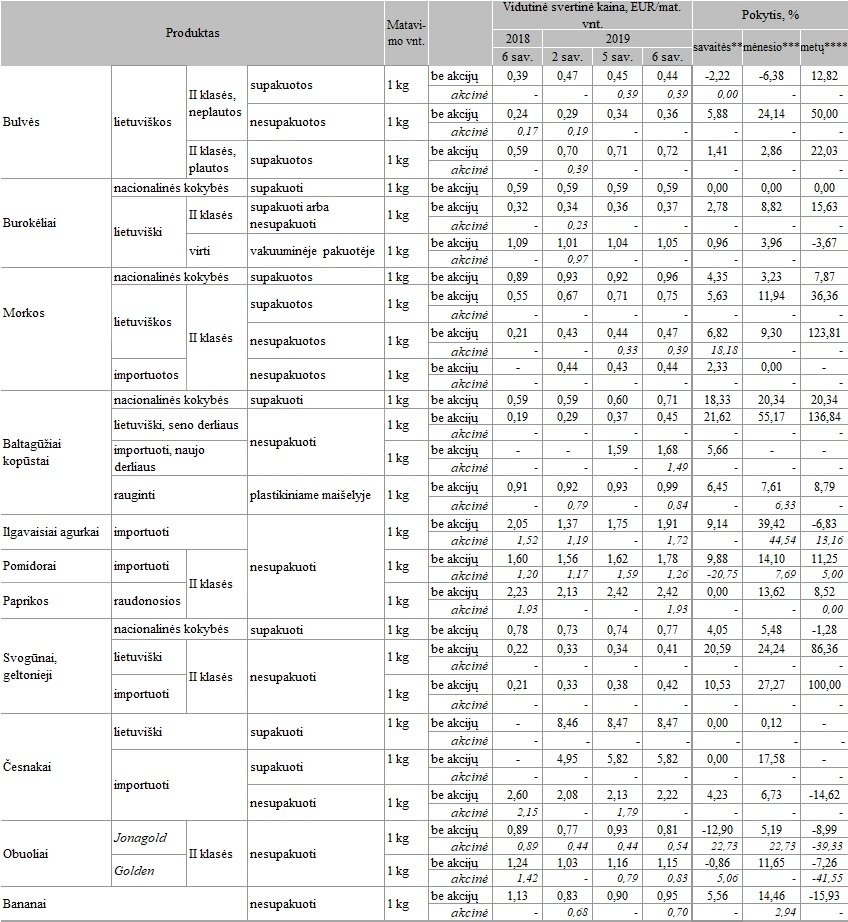 Produktas Matavi- Vidutinė svertinė kaina, EUR/mat. Pokytis, %
mo vnt. vnt.
2018 2019 savaitės** mėnesio*** metų****
6 sav. 2 sav. 5 sav. 6 sav.
Bulvės lietuviškos II klasės, neplautos supakuotos 1 kg be akcijų 0,39 0,47 0,45 0,44 -2,22 -6,38 12,82
akcinė - - 0,39 0,39 0,00 - -
nesupakuotos 1 kg be akcijų 0,24 0,29 0,34 0,36 5,88 24,14 50,00
akcinė 0,17 0,19 - - - - -
II klasės, plautos supakuotos 1 kg be akcijų 0,59 0,70 0,71 0,72 1,41 2,86 22,03
akcinė - 0,39 - - - - -
Burokėliai nacionalinės kokybės supakuoti 1 kg be akcijų 0,59 0,59 0,59 0,59 0,00 0,00 0,00
lietuviški II klasės supakuoti arba nesupakuoti 1 kg be akcijų 0,32 0,34 0,36 0,37 2,78 8,82 15,63
akcinė - 0,23 - - - - -
virti vakuuminėje pakuotėje 1 kg be akcijų 1,09 1,01 1,04 1,05 0,96 3,96 -3,67
akcinė - 0,97 - - - - -
Morkos nacionalinės kokybės supakuotos 1 kg be akcijų 0,89 0,93 0,92 0,96 4,35 3,23 7,87
lietuviškos II klasės supakuotos 1 kg be akcijų 0,55 0,67 0,71 0,75 5,63 11,94 36,36
akcinė - - - - - - -
nesupakuotos 1 kg be akcijų 0,21 0,43 0,44 0,47 6,82 9,30 123,81
akcinė - - 0,33 0,39 18,18 - -
importuotos nesupakuotos 1 kg be akcijų - 0,44 0,43 0,44 2,33 0,00 -
akcinė - - - - - - -
Baltagūžiai kopūstai nacionalinės kokybės supakuoti 1 kg be akcijų 0,59 0,59 0,60 0,71 18,33 20,34 20,34
lietuviški, seno derliaus nesupakuoti 1 kg be akcijų 0,19 0,29 0,37 0,45 21,62 55,17 136,84
akcinė - - - - - - -
importuoti, naujo derliaus 1 kg be akcijų - - 1,59 1,68 5,66 - -
akcinė - - - 1,49 - - -
rauginti plastikiniame maišelyje 1 kg be akcijų 0,91 0,92 0,93 0,99 6,45 7,61 8,79
akcinė - 0,79 - 0,84 - 6,33 -
Ilgavaisiai agurkai importuoti nesupakuoti 1 kg be akcijų 2,05 1,37 1,75 1,91 9,14 39,42 -6,83
akcinė 1,52 1,19 - 1,72 - 44,54 13,16
Pomidorai importuoti II klasės 1 kg be akcijų 1,60 1,56 1,62 1,78 9,88 14,10 11,25
akcinė 1,20 1,17 1,59 1,26 -20,75 7,69 5,00
Paprikos raudonosios 1 kg be akcijų 2,23 2,13 2,42 2,42 0,00 13,62 8,52
akcinė 1,93 - - 1,93 - - 0,00
Svogūnai, geltonieji nacionalinės kokybės supakuoti 1 kg be akcijų 0,78 0,73 0,74 0,77 4,05 5,48 -1,28
lietuviški II klasės nesupakuoti 1 kg be akcijų 0,22 0,33 0,34 0,41 20,59 24,24 86,36
akcinė - - - - - - -
importuoti 1 kg be akcijų 0,21 0,33 0,38 0,42 10,53 27,27 100,00
akcinė - - - - - - -
Česnakai lietuviški supakuoti 1 kg be akcijų - 8,46 8,47 8,47 0,00 0,12 -
akcinė - - - - - - -
importuoti supakuoti 1 kg be akcijų - 4,95 5,82 5,82 0,00 17,58 -
akcinė - - - - - - -
nesupakuoti 1 kg be akcijų 2,60 2,08 2,13 2,22 4,23 6,73 -14,62
akcinė 2,15 - 1,79 - - - -
Obuoliai Jonagold II klasės nesupakuoti 1 kg be akcijų 0,89 0,77 0,93 0,81 -12,90 5,19 -8,99
akcinė 0,89 0,44 0,44 0,54 22,73 22,73 -39,33
Golden 1 kg be akcijų 1,24 1,03 1,16 1,15 -0,86 11,65 -7,26
akcinė 1,42 - 0,79 0,83 5,06 - -41,55
Bananai nesupakuoti 1 kg be akcijų 1,13 0,83 0,90 0,95 5,56 14,46 -15,93
akcinė - 0,68 - 0,70 - 2,94 -